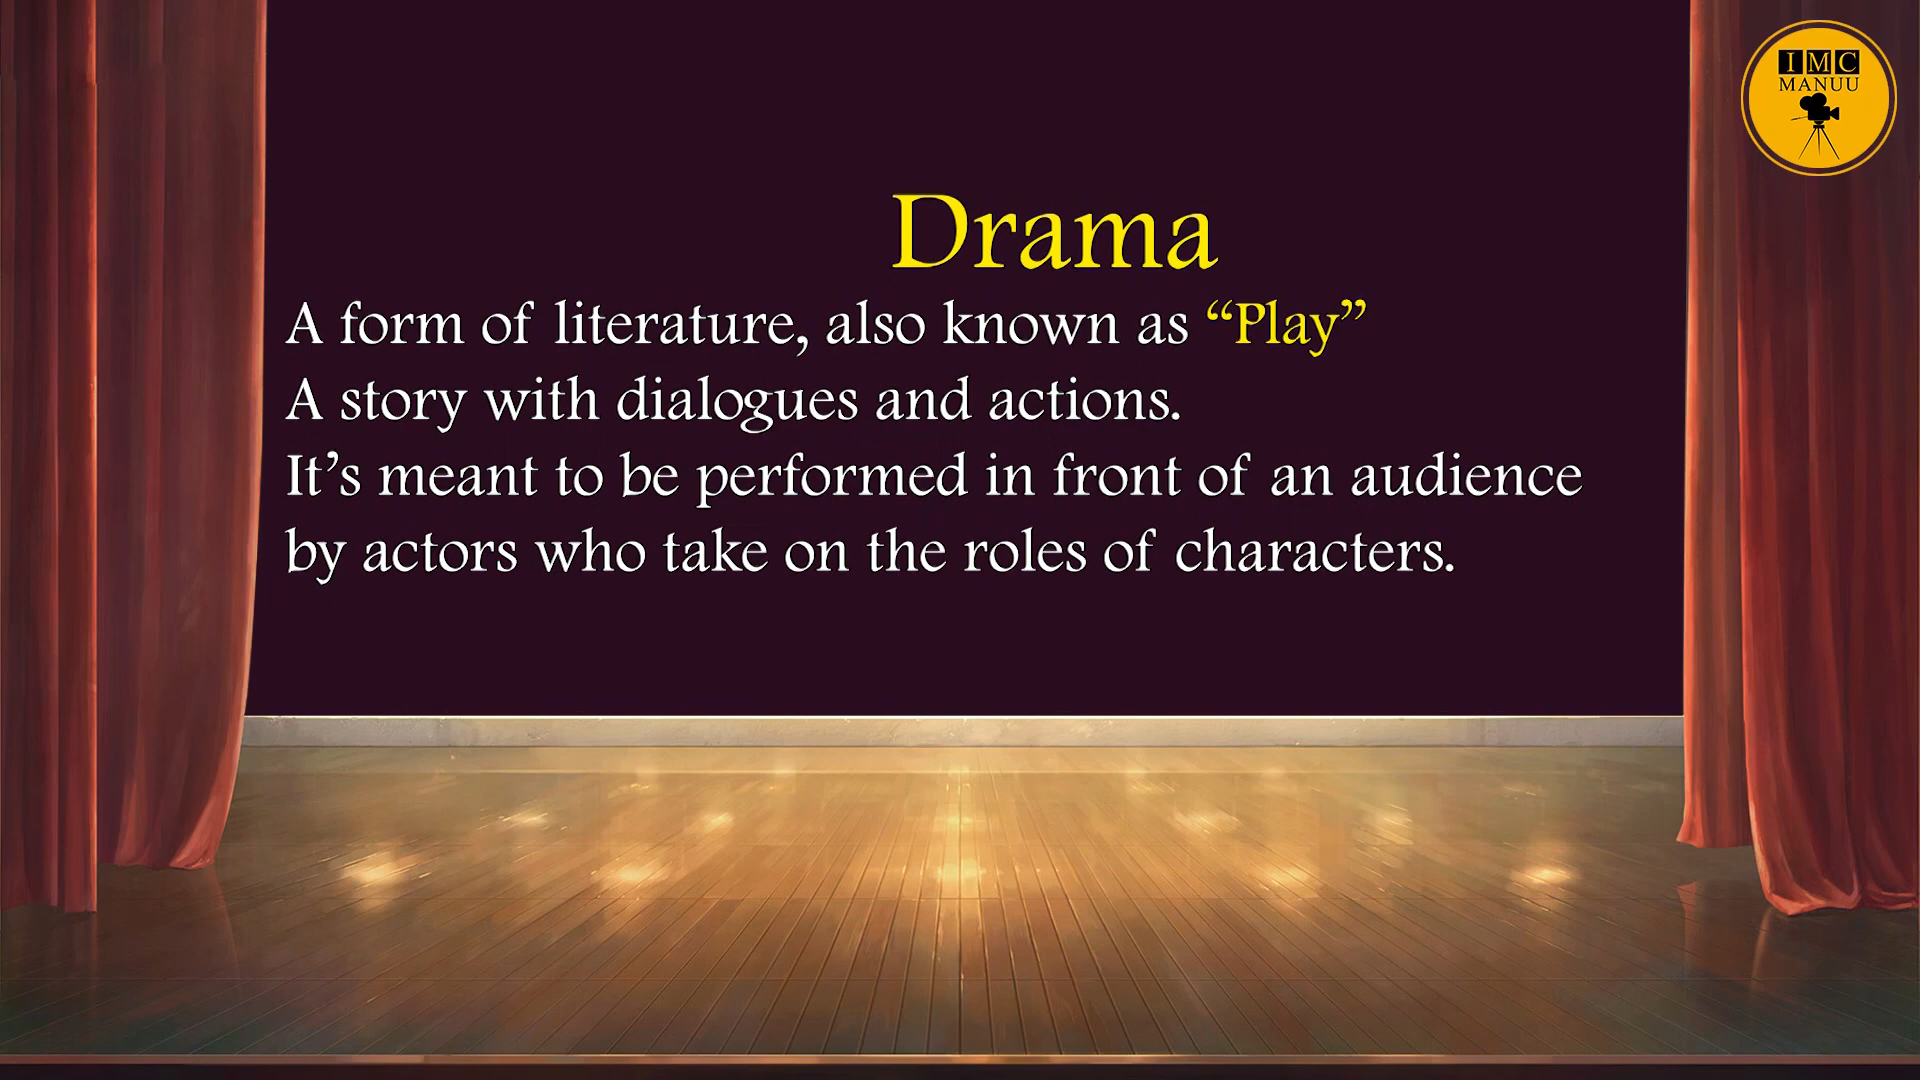 IMC
MANUU
Drama
A form of literature, also known as “Play”
A story with dialogues and actions.
It’s meant to be performed in front of an audience
by actors who take on the roles of characters.